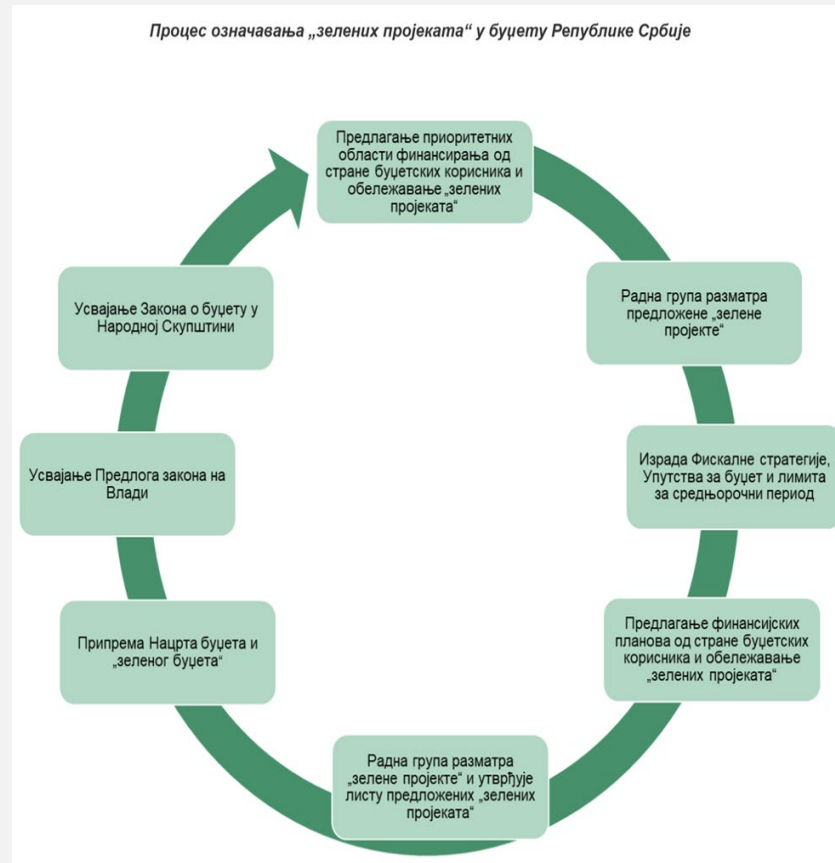 Процес означавања „зелених пројеката“ у буџету Републике Србије
Предлагање приоритетних
области финансирања од
стране буџетских корисника и
обележавање „зелених
пројеката“
Радна група разматра
предложене „зелене
пројекте“
Израда Фискалне стратегије,
Упутства за буџет и лимита
за средњорочни период
Предлагање финансијских
планова од стране буџетских
корисника и обележавање
„зелених пројеката“
Радна група разматра
„зелене пројекте“ и утврђује
листу предложених „зелених
пројеката“
Припрема Нацрта буџета и
„зеленог буџета“
Усвајање Предлога закона на
Влади
Усвајање Закона о буџету у
Народној Скупштини